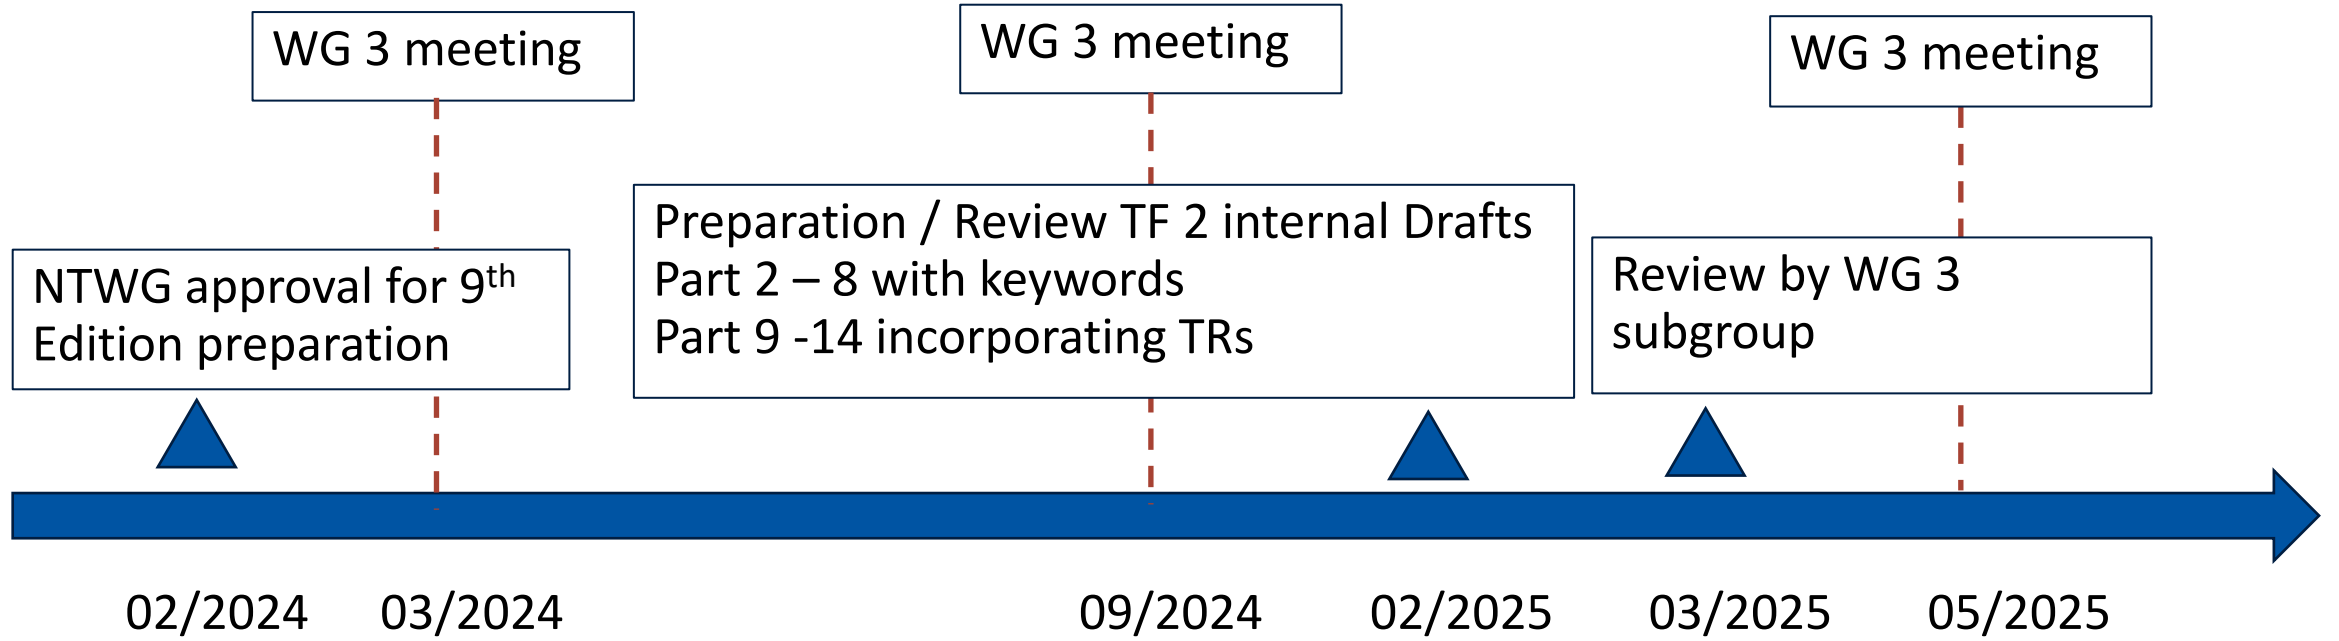 WG 3 meeting
WG 3 meeting
WG 3 meeting
NTWG approval for 9th
Edition preparation
Preparation / Review TF 2 internal Drafts
Part 2 – 8 with keywords
Part 9 -14 incorporating TRs
Review by WG 3
subgroup
02/2024
03/2024
09/2024
02/2025
03/2025
05/2025